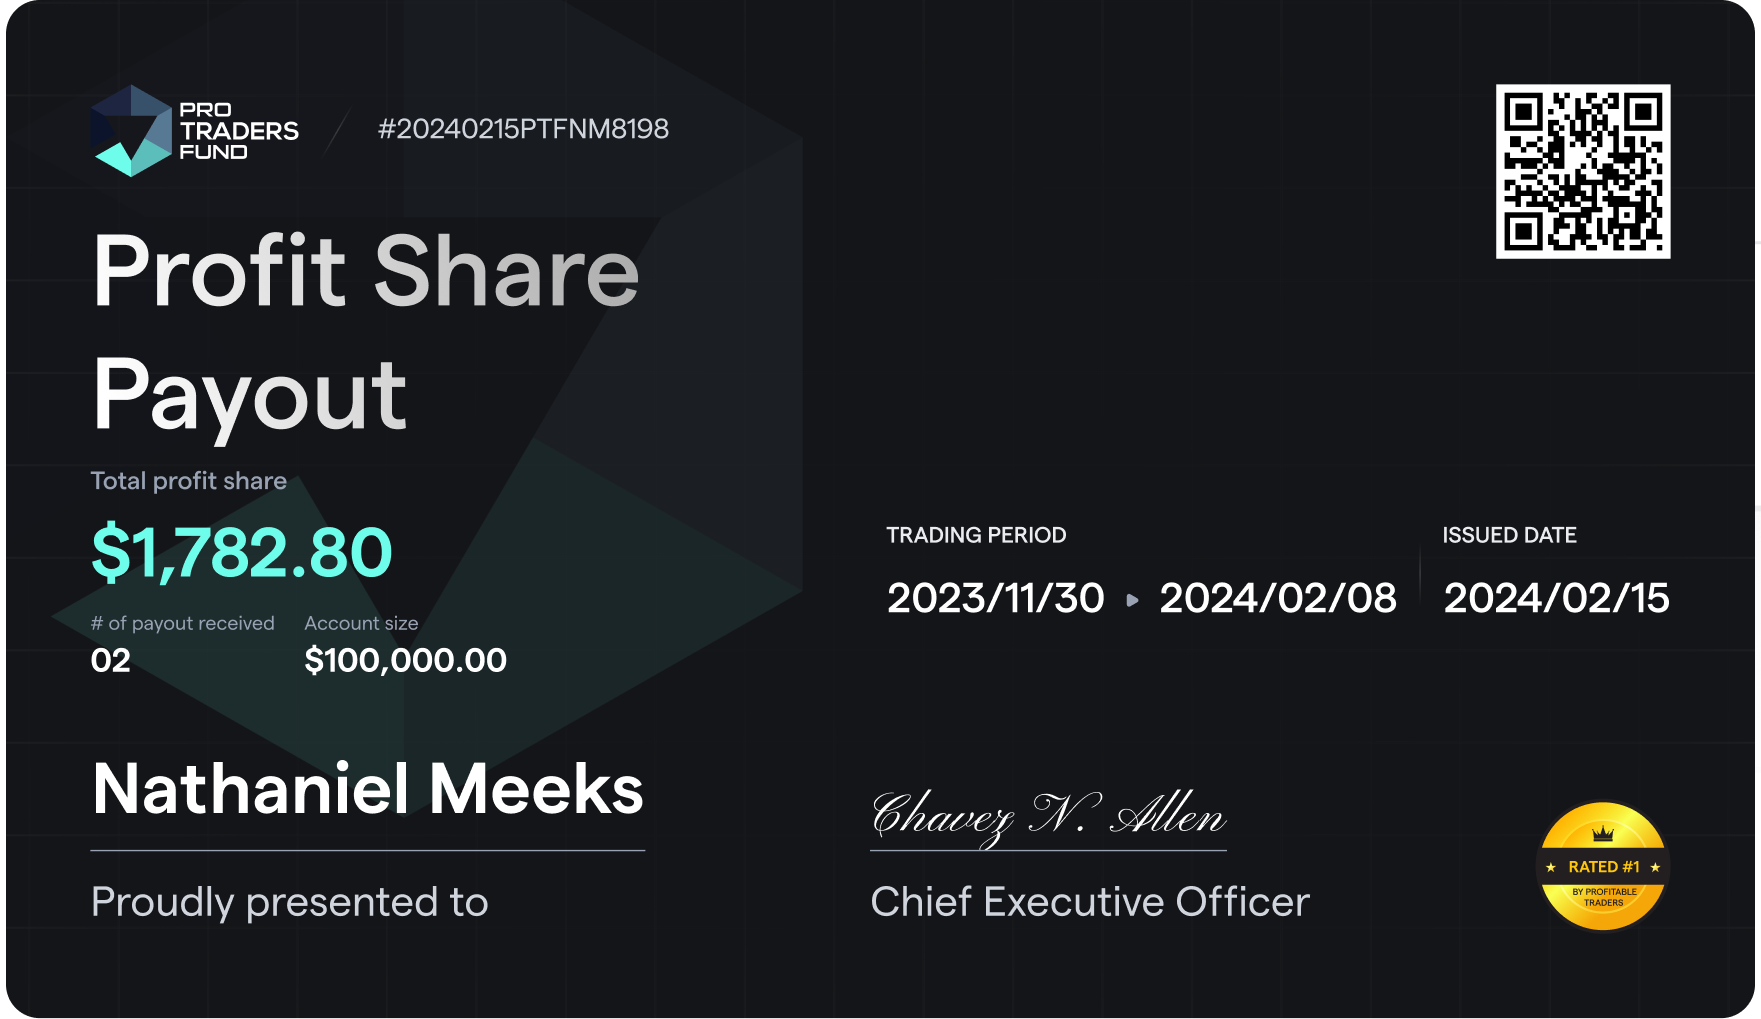 PRO
TRADERS
FUND
#20240215PTFNM8198
Profit Share
Payout
Total profit share
$1,782.80
# of payout received
Account size
02
$100,000.00
TRADING PERIOD
ISSUED DATE
2023/11/30
2024/02/08
2024/02/15
Nathaniel Meeks
Proudly presented to
Chavez N. Allen
Chief Executive Officer
RATED #1
BY PROFITABLE
TRADERS